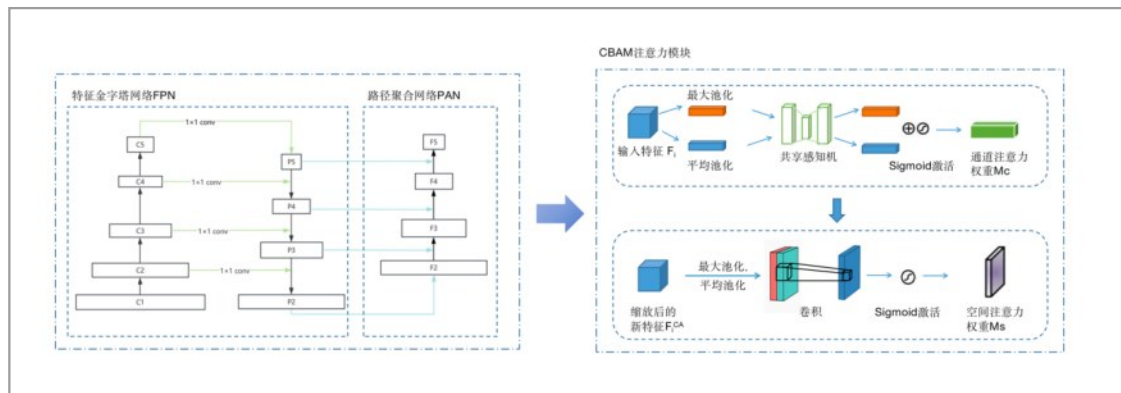 CBAM注意力模块
特征金字塔网络FPN
路径聚合网络PAN
1×1 conv
C5
P5
F5
C4
1×1 conv
P4
F4
C3
1×1 conv
P3
F3
C2
1×1 conv
F2
C1
P2
最大池化
输入特征 Fi
平均池化
共享感知机
Sigmoid激活
通道注意力
权重Mc
最大池化,
平均池化
缩放后的
新特征FiCA
卷积
Sigmoid激活
空间注意力
权重Ms